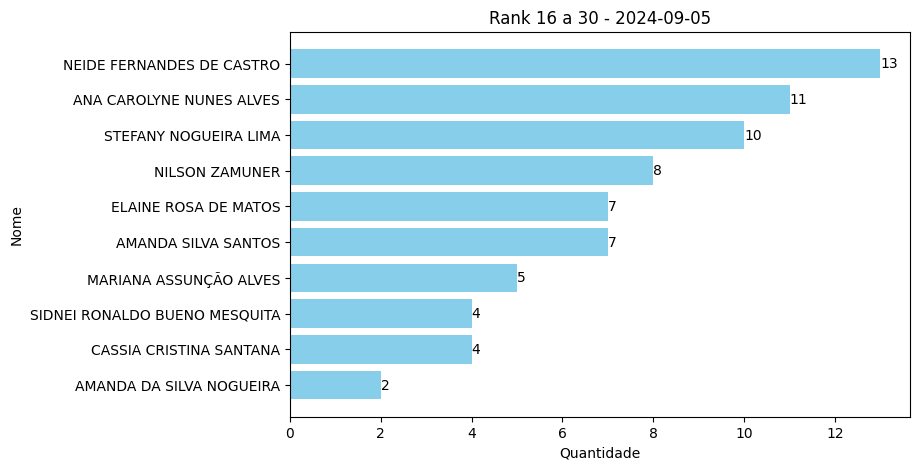 Rank 16 a 30 - 2024-09-05
NEIDE FERNANDES DE CASTRO 13
ANA CAROLYNE NUNES ALVES 11
STEFANY NOGUEIRA LIMA 10
NILSON ZAMUNER 8
ELAINE ROSA DE MATOS 7
AMANDA SILVA SANTOS 7
MARIANA ASSUNÇÃO ALVES 5
SIDNEI RONALDO BUENO MESQUITA 4
CASSIA CRISTINA SANTANA 4
AMANDA DA SILVA NOGUEIRA 2
Nome
0 2 4 6 8 10 12
Quantidade